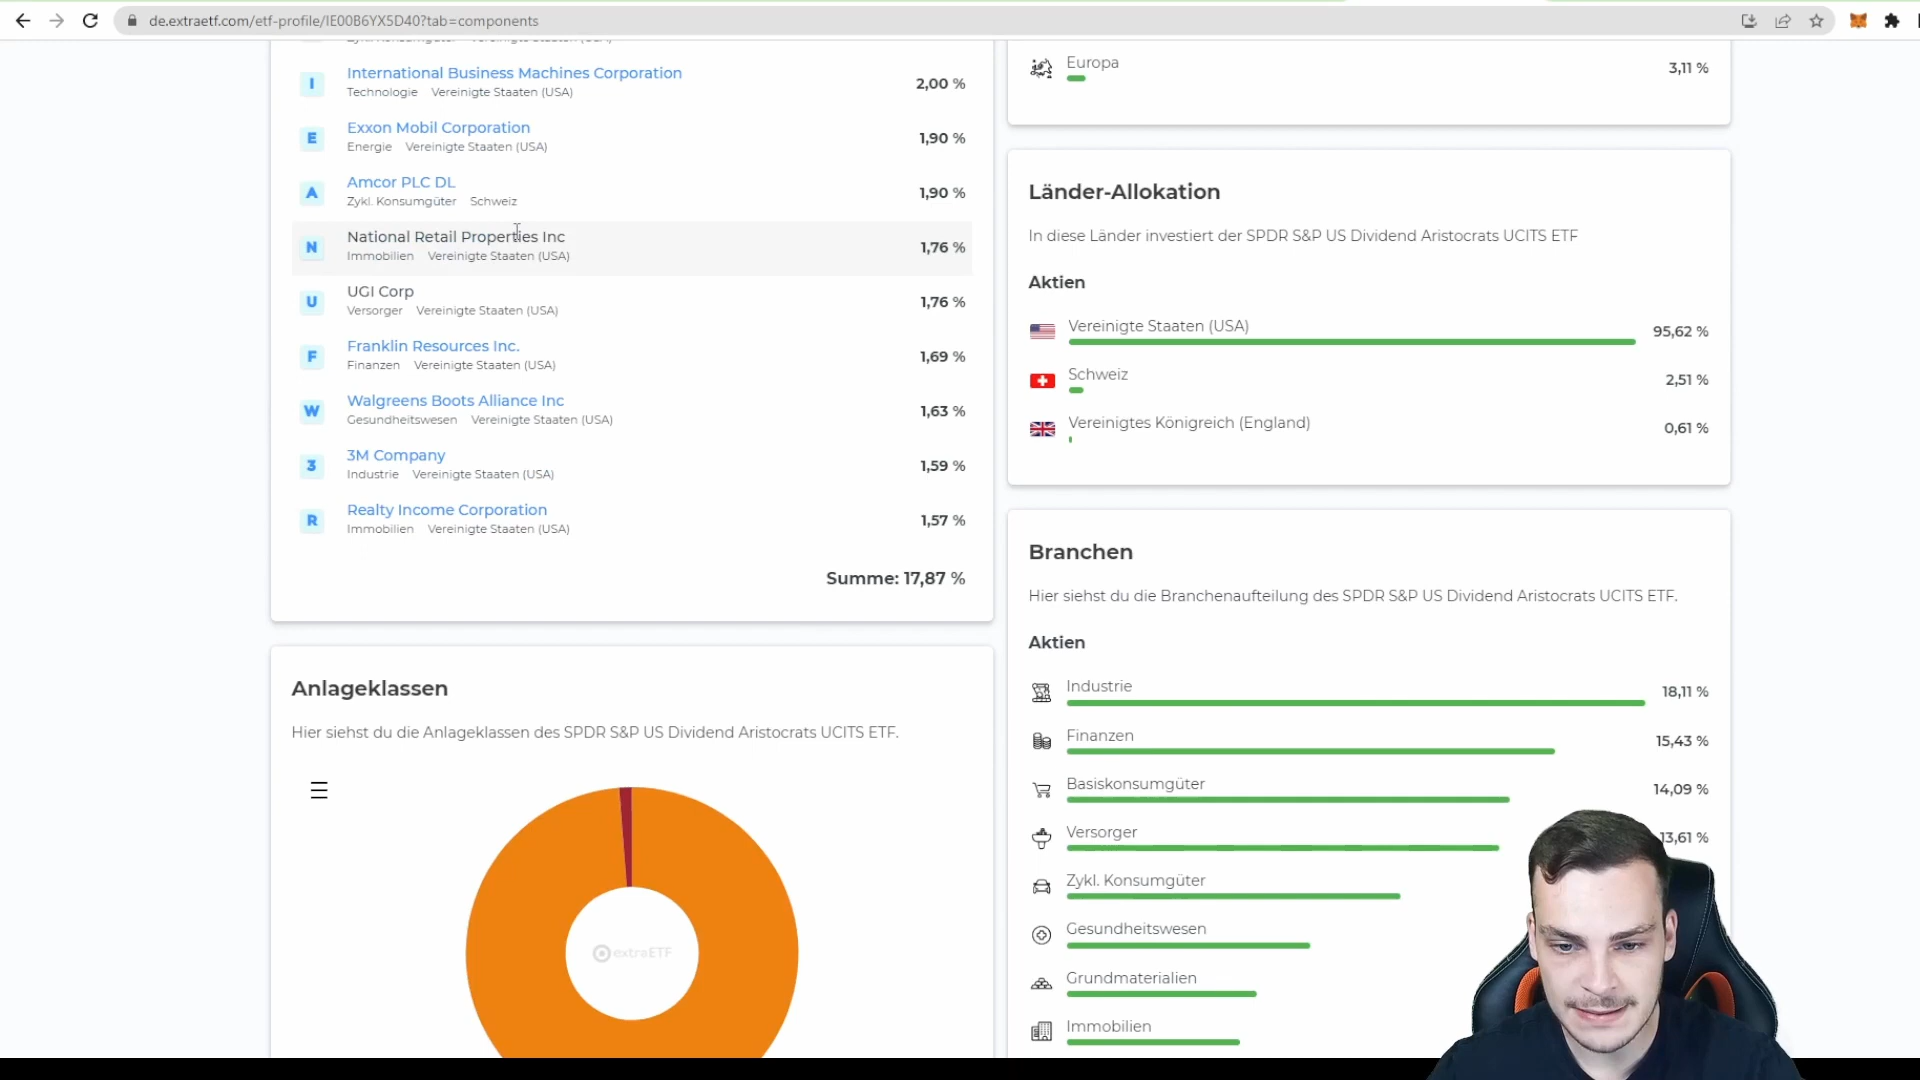 de.extraetf.com/etf-profile/IE00B6YX5D40?tab=components
Zykl. Konsumgüter Vereinigte Staaten (USA)
I
International Business Machines Corporation
Technologie Vereinigte Staaten (USA)
2,00 %
E
Exxon Mobil Corporation
Energie Vereinigte Staaten (USA)
1,90 %
A
Amcor PLC DL
Zykl. Konsumgüter Schweiz
1,90 %
N
National Retail Properties Inc
Immobilien Vereinigte Staaten (USA)
1,76 %
U
UGI Corp
Versorger Vereinigte Staaten (USA)
1,76 %
F
Franklin Resources Inc.
Finanzen Vereinigte Staaten (USA)
1,69 %
W
Walgreens Boots Alliance Inc
Gesundheitswesen Vereinigte Staaten (USA)
1,63 %
3
3M Company
Industrie Vereinigte Staaten (USA)
1,59 %
R
Realty Income Corporation
Immobilien Vereinigte Staaten (USA)
1,57 %
Summe: 17,87 %
Anlageklassen
Hier siehst du die Anlageklassen des SPDR S&P US Dividend Aristocrats UCITS ETF.
extraETF
Europa
3,11 %
Länder-Allokation
In diese Länder investiert der SPDR S&P US Dividend Aristocrats UCITS ETF
Aktien
Vereinigte Staaten (USA)
95,62 %
Schweiz
2,51 %
Vereinigtes Königreich (England)
0,61 %
Branchen
Hier siehst du die Branchenaufteilung des SPDR S&P US Dividend Aristocrats UCITS ETF.
Aktien
Industrie
18,11 %
Finanzen
15,43 %
Basiskonsumgüter
14,09 %
Versorger
13,61 %
Zykl. Konsumgüter
Gesundheitswesen
Grundmaterialien
Immobilien